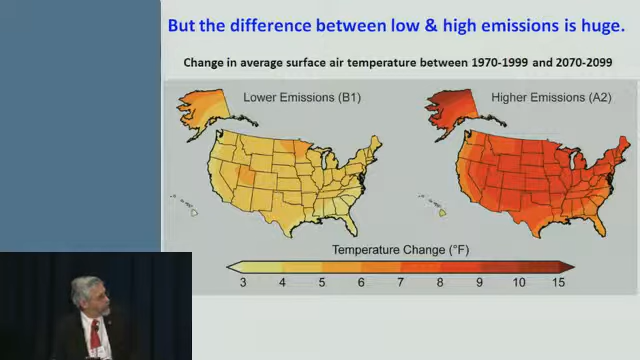 But the difference between low & high emissions is huge.
Change in average surface air temperature between 1970-1999 and 2070-2099
Lower Emissions (B1)
Higher Emissions (A2)
Temperature Change (°F)
3 4 5 6 7 8 9 10 15